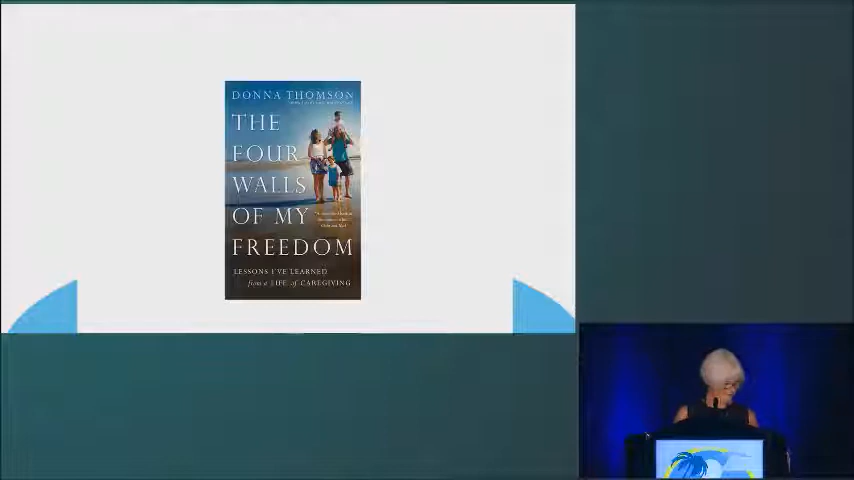 DONNA THOMSON
THE
FOUR
WALLS
OF MY
FREEDOM
LESSONS I'VE LEARNED
from a LIFE of CAREGIVING